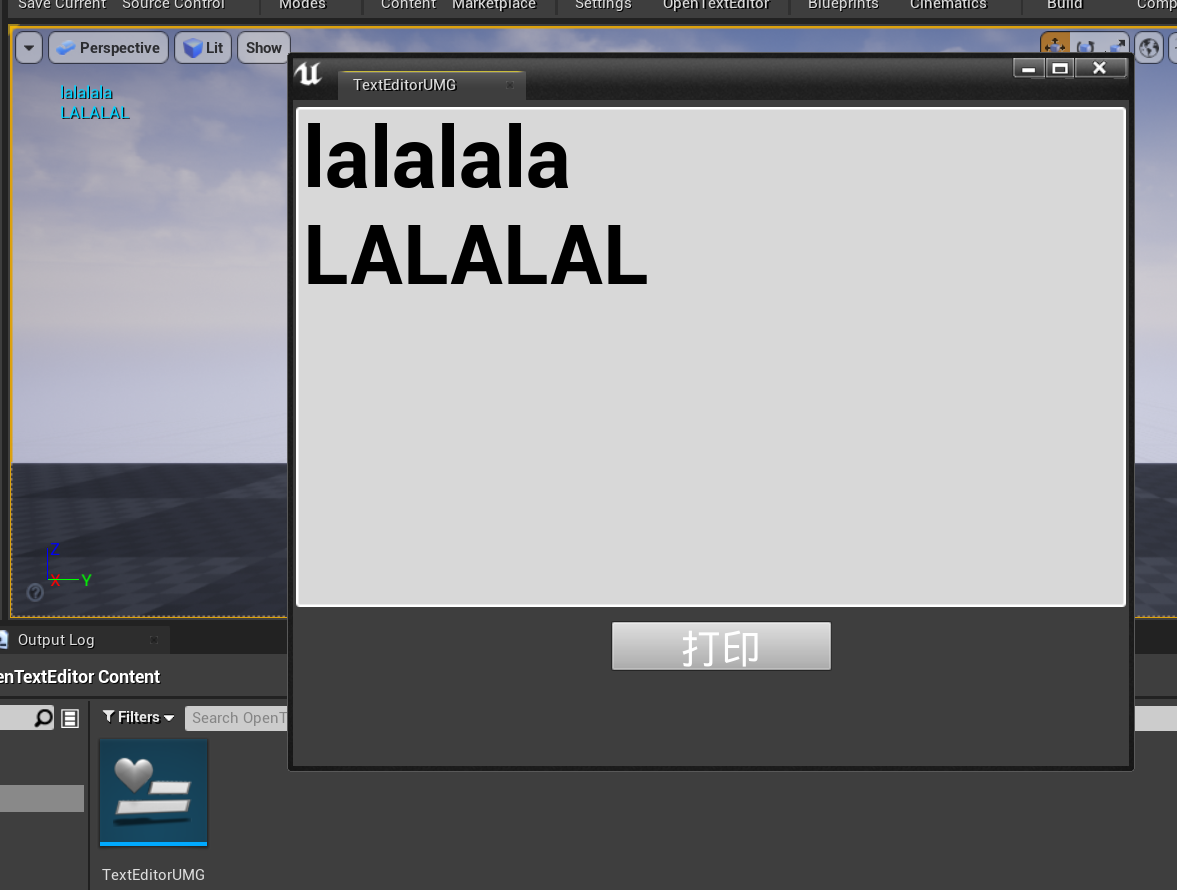 Save Current Source Control Modes Content Marketplace Settings OpenTextEditor Blueprints Cinematics Build
Perspective Lit Show
TextEditorUMG
lalalala
LALALAL
lalalala
LALALAL
打印
Z
X Y
Output Log
enTextEditor Content
Filters Search OpenT
TextEditorUMG